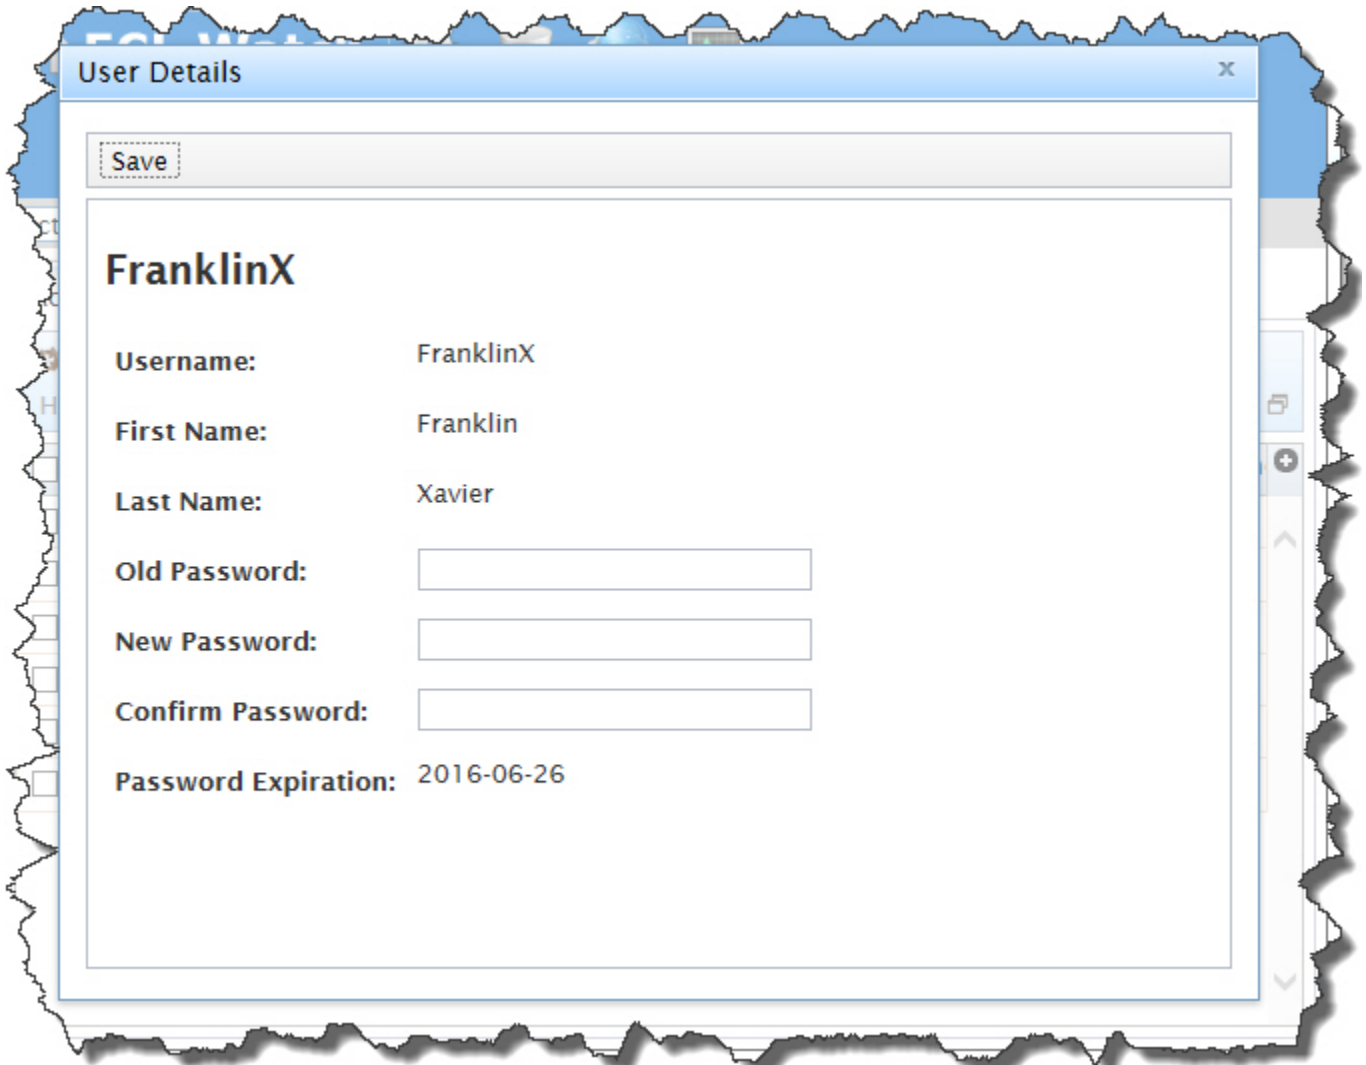 User Details
x
Save
FranklinX
Username: FranklinX
First Name: Franklin
Last Name: Xavier
Old Password:
New Password:
Confirm Password:
Password Expiration: 2016-06-26